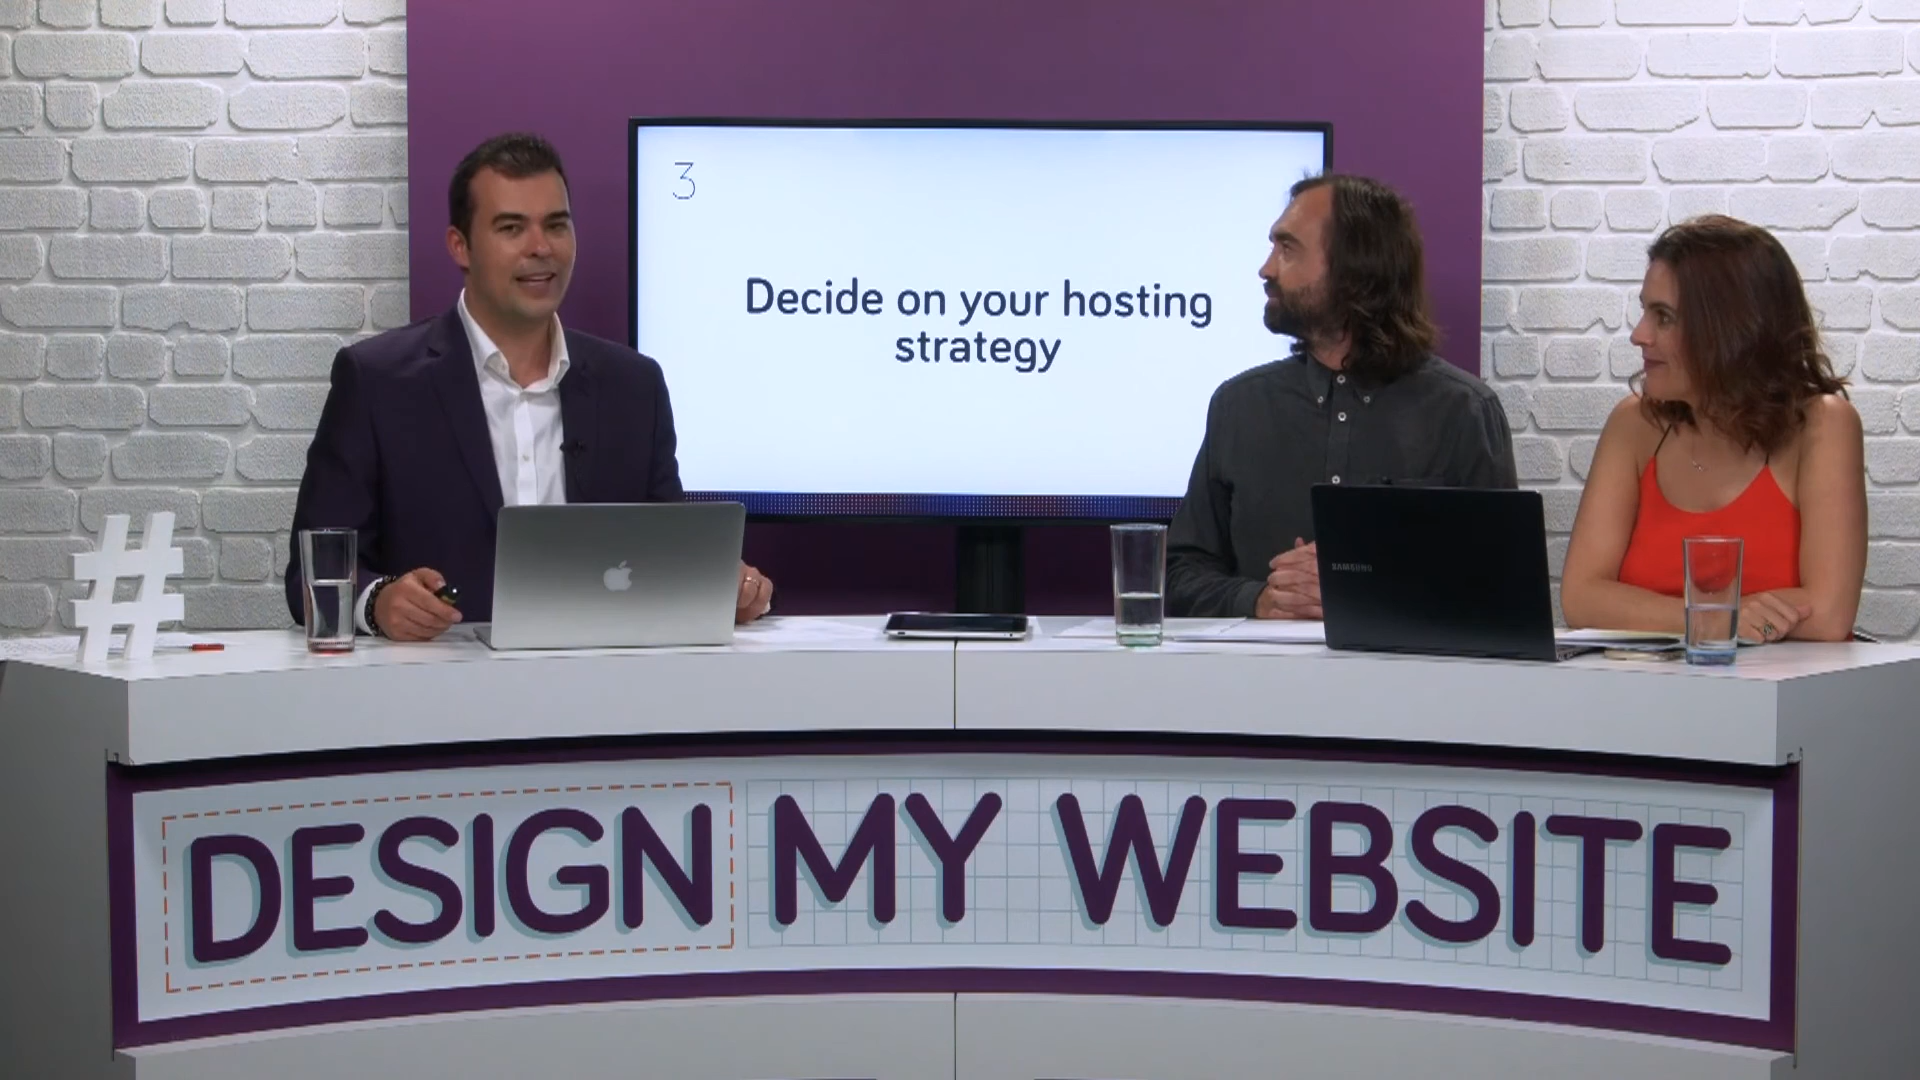 3
Decide on your hosting
strategy
#
SAMSUNG
DESIGN MY WEBSITE